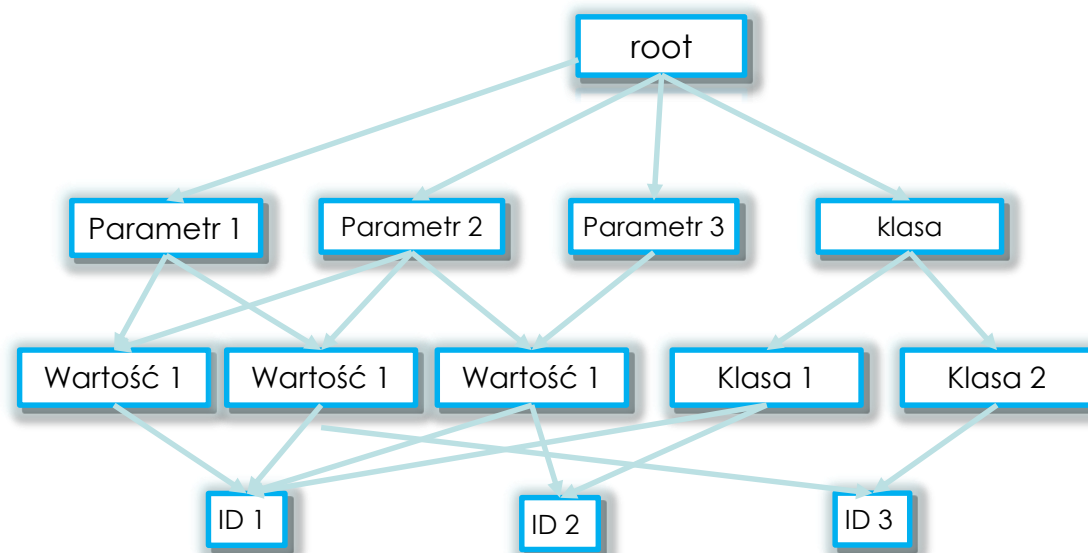 root
Parametr 1
Parametr 2
Parametr 3
klasa
Wartość 1
Wartość 1
Wartość 1
Klasa 1
Klasa 2
ID 1
ID 2
ID 3